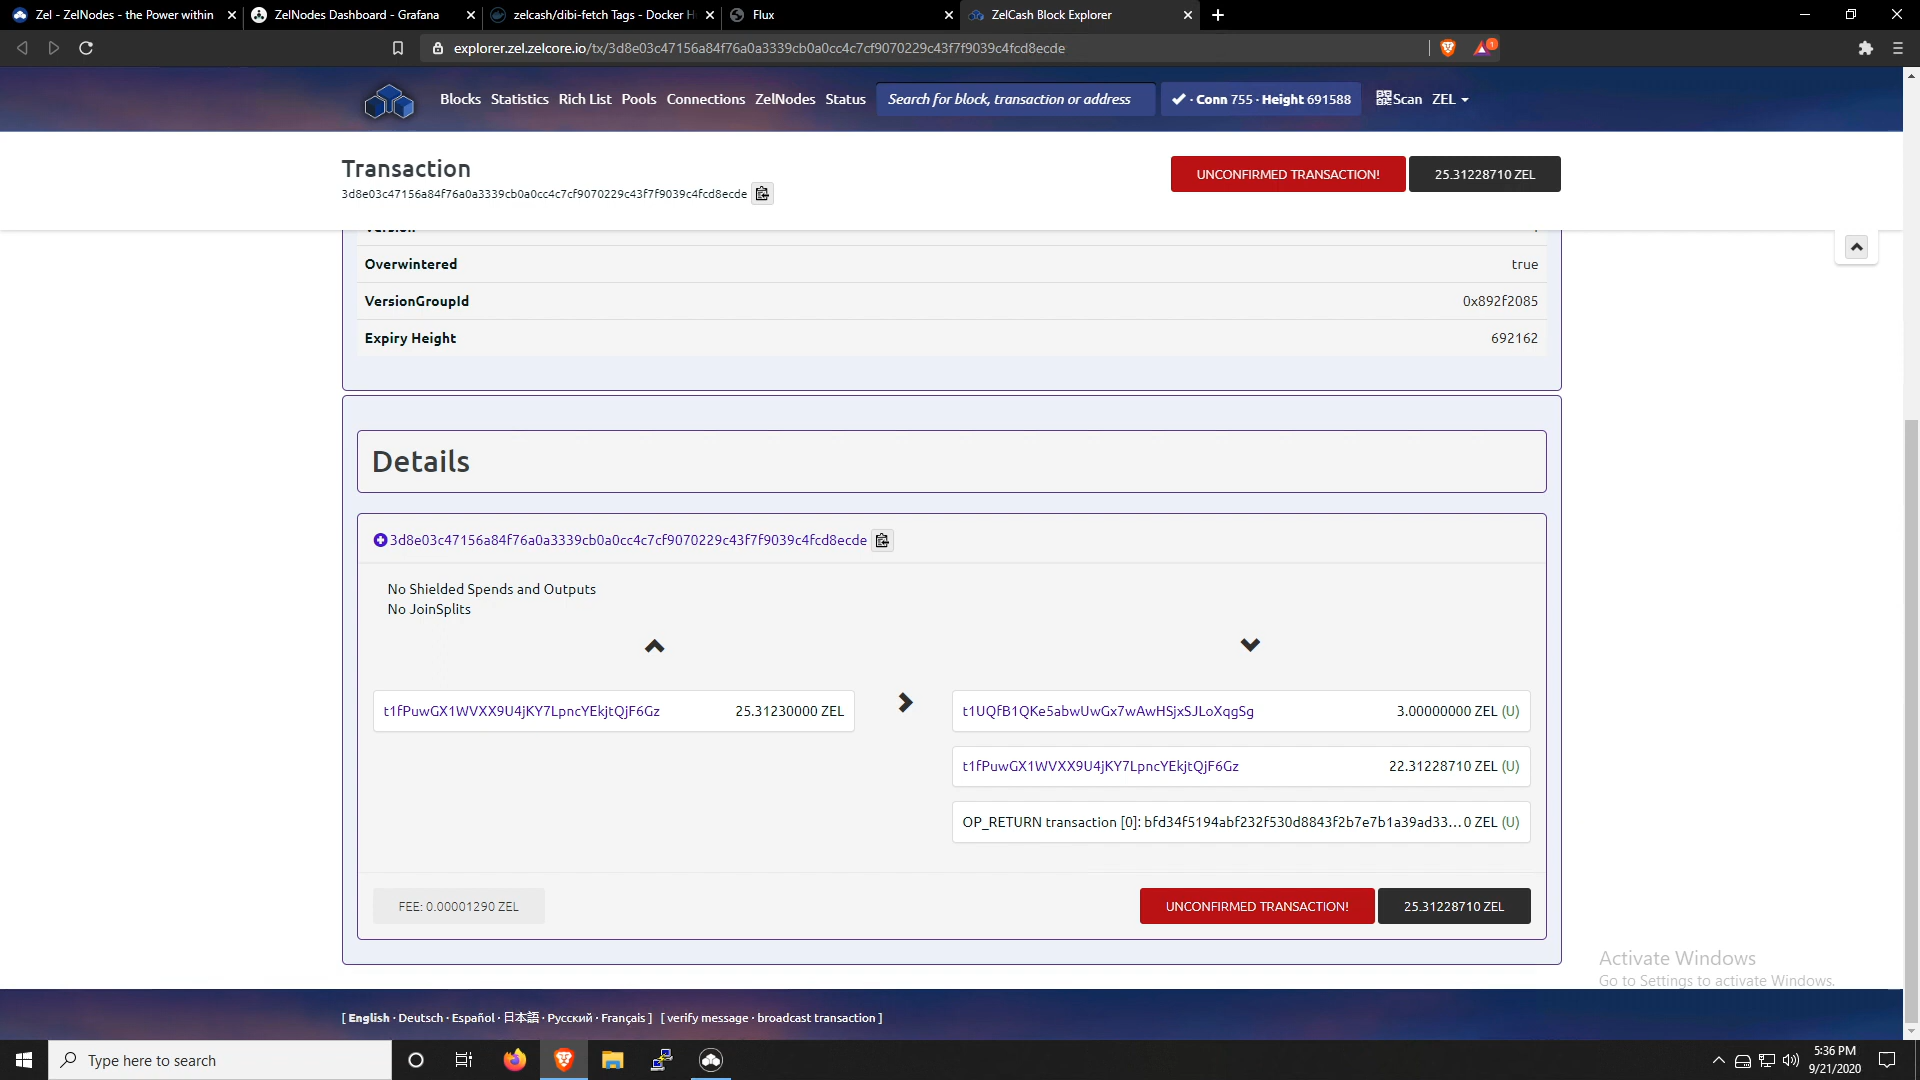 Zel - ZelNodes - the Power within
ZelNodes Dashboard - Grafana
zelcash/dibi-fetch Tags - Docker H
Flux
ZelCash Block Explorer
explorer.zel.zelcore.io/tx/3d8e03c47156a84f76a0a3339cb0a0cc4c7cf9070229c43f7f9039c4fcd8ecde
1
Blocks Statistics Rich List Pools Connections ZelNodes Status Search for block, transaction or address · Conn 755 · Height 691588 Scan ZEL
Transaction
3d8e03c47156a84f76a0a3339cb0a0cc4c7cf9070229c43f7f9039c4fcd8ecde
UNCONFIRMED TRANSACTION! 25.31228710 ZEL
Overwintered true
VersionGroupId 0x892f2085
Expiry Height 692162
Details
3d8e03c47156a84f76a0a3339cb0a0cc4c7cf9070229c43f7f9039c4fcd8ecde
No Shielded Spends and Outputs
No JoinSplits
t1fPuwGX1WVXX9U4jKY7LpncYEkjtQjF6Gz 25.31230000 ZEL
t1UQfB1QKe5abwUwGx7wAwHSjxSJLoXqgSg 3.00000000 ZEL (U)
t1fPuwGX1WVXX9U4jKY7LpncYEkjtQjF6Gz 22.31228710 ZEL (U)
OP_RETURN transaction [0]: bfd34f5194abf232f530d8843f2b7e7b1a39ad33...0 ZEL (U)
FEE: 0.00001290 ZEL
UNCONFIRMED TRANSACTION! 25.31228710 ZEL
Activate Windows
Go to Settings to activate Windows.
[ English · Deutsch · Español · 日本語 · Русский · Français ] [ verify message · broadcast transaction ]
Type here to search
5:36 PM
9/21/2020